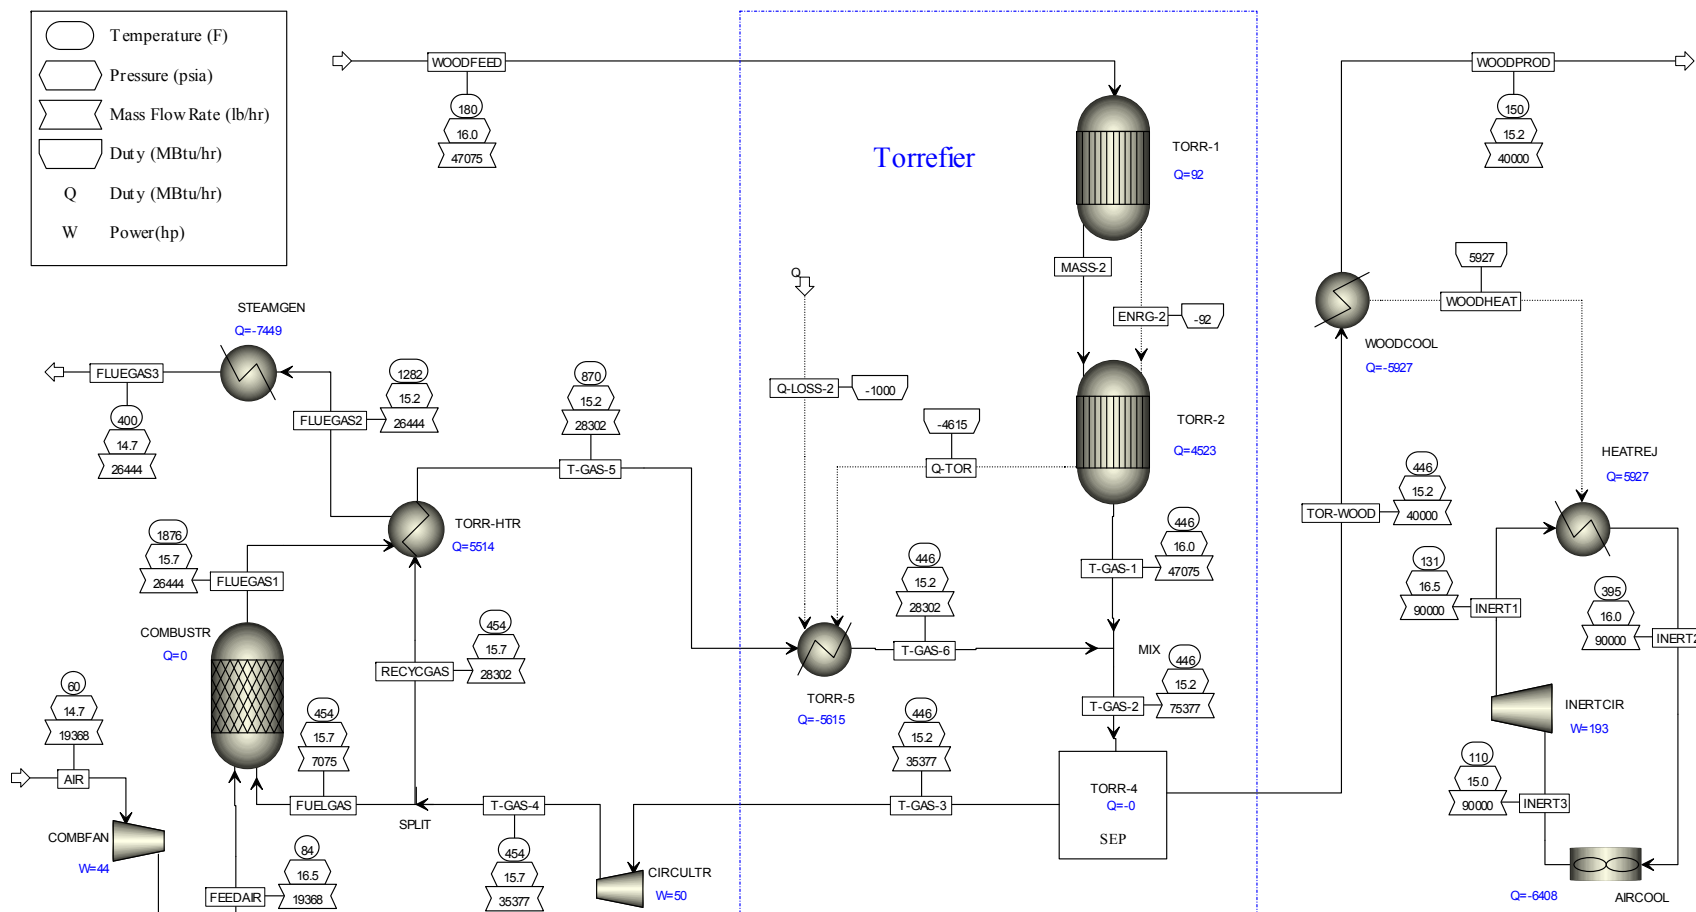 Temperature (F)
Pressure (psia)
Mass Flow Rate (lb/hr)
Duty (MBtu/hr)
Q Duty (MBtu/hr)
W Power(hp)
WOODFEED
180
16.0
47075
Torrefier
TORR-1
Q=92
WOODPROD
150
15.2
40000
MASS-2
ENRG-2
-92
Q
5927
WOODHEAT
WOODCOOL
Q=-5927
STEAMGEN
Q=-7449
FLUEGAS3
400
14.7
26444
1282
15.2
26444
FLUEGAS2
870
15.2
28302
T-GAS-5
Q-LOSS-2
-1000
-4615
Q-TOR
TORR-2
Q=4523
HEATREJ
Q=5927
TORR-HTR
Q=5514
1876
15.7
26444
FLUEGAS1
446
15.2
40000
TOR-WOOD
446
16.0
47075
T-GAS-1
446
15.2
28302
T-GAS-6
131
16.5
90000
INERT1
395
16.0
90000
INERT2
COMBUSTR
Q=0
454
15.7
28302
RECYCGAS
TORR-5
Q=-5615
MIX
446
15.2
75377
T-GAS-2
INERTCIR
W=193
60
14.7
19368
AIR
454
15.7
7075
FUELGAS
SPLIT
T-GAS-4
454
15.7
35377
446
15.2
35377
T-GAS-3
TORR-4
Q=-0
SEP
110
15.0
90000
INERT3
COMBFAN
W=44
84
16.5
19368
FEEDAIR
CIRCULTR
W=50
Q=-6408
AIRCOOL